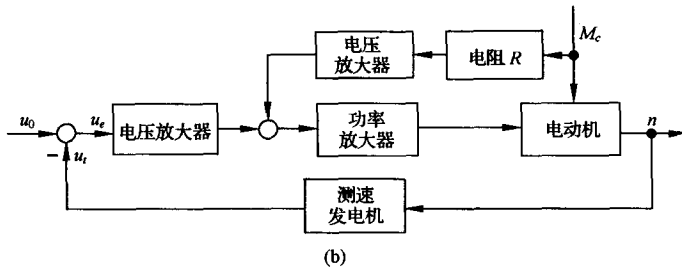 电压
放大器
电阻 R
M_c
u_0
u_e
电压放大器
功率
放大器
电动机
n
−
u_t
测速
发电机
(b)